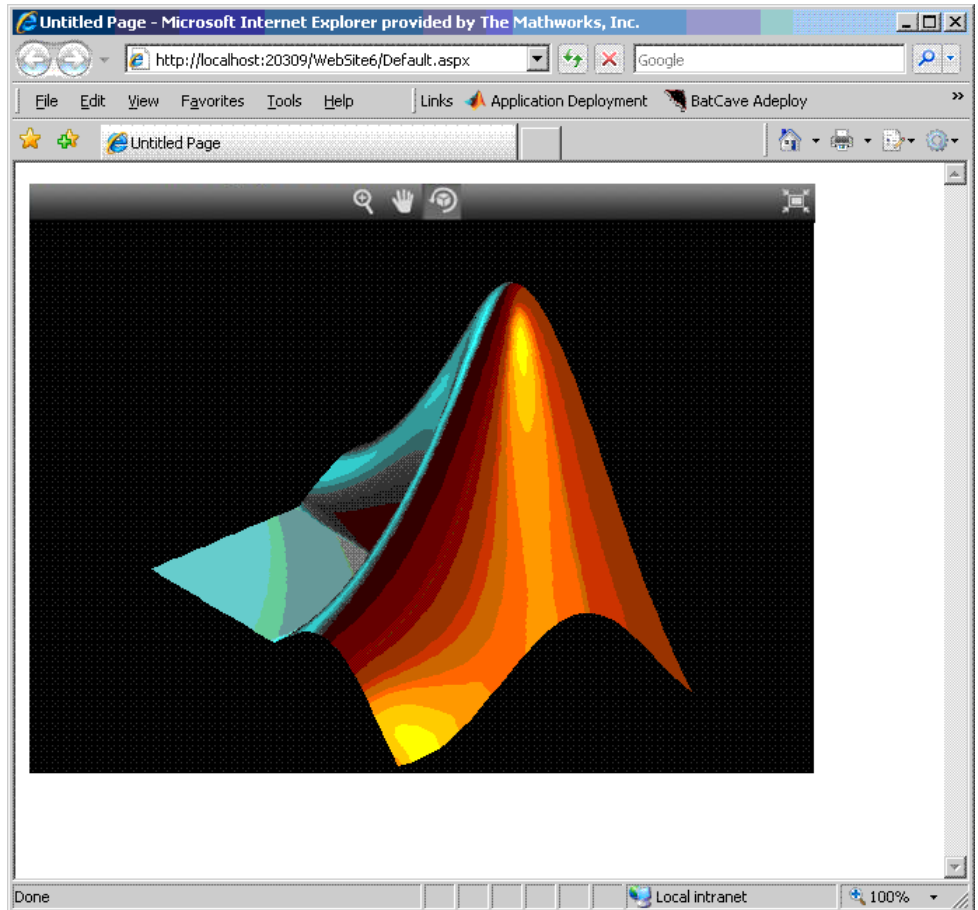 Untitled Page - Microsoft Internet Explorer provided by The Mathworks, Inc.
http://localhost:20309/WebSite6/Default.aspx Google
File Edit View Favorites Tools Help Links Application Deployment BatCave Adeploy »
Untitled Page
Done Local intranet 100%